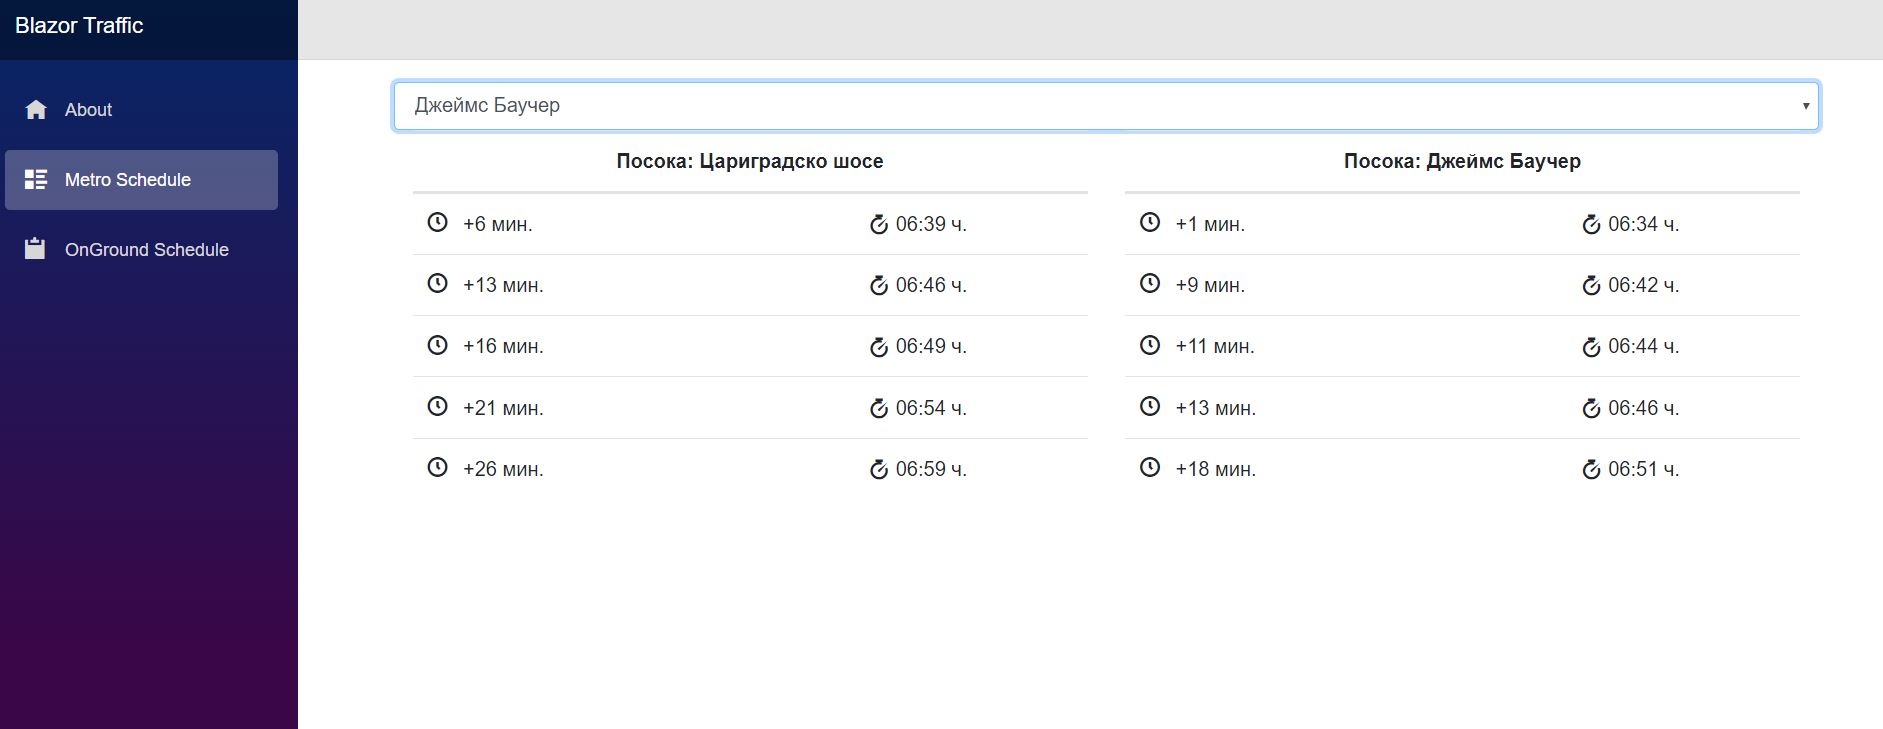 Blazor Traffic
About
Metro Schedule
OnGround Schedule
Джеймс Баучер
Посока: Цариградско шосе
+6 мин. 06:39 ч.
+13 мин. 06:46 ч.
+16 мин. 06:49 ч.
+21 мин. 06:54 ч.
+26 мин. 06:59 ч.
Посока: Джеймс Баучер
+1 мин. 06:34 ч.
+9 мин. 06:42 ч.
+11 мин. 06:44 ч.
+13 мин. 06:46 ч.
+18 мин. 06:51 ч.